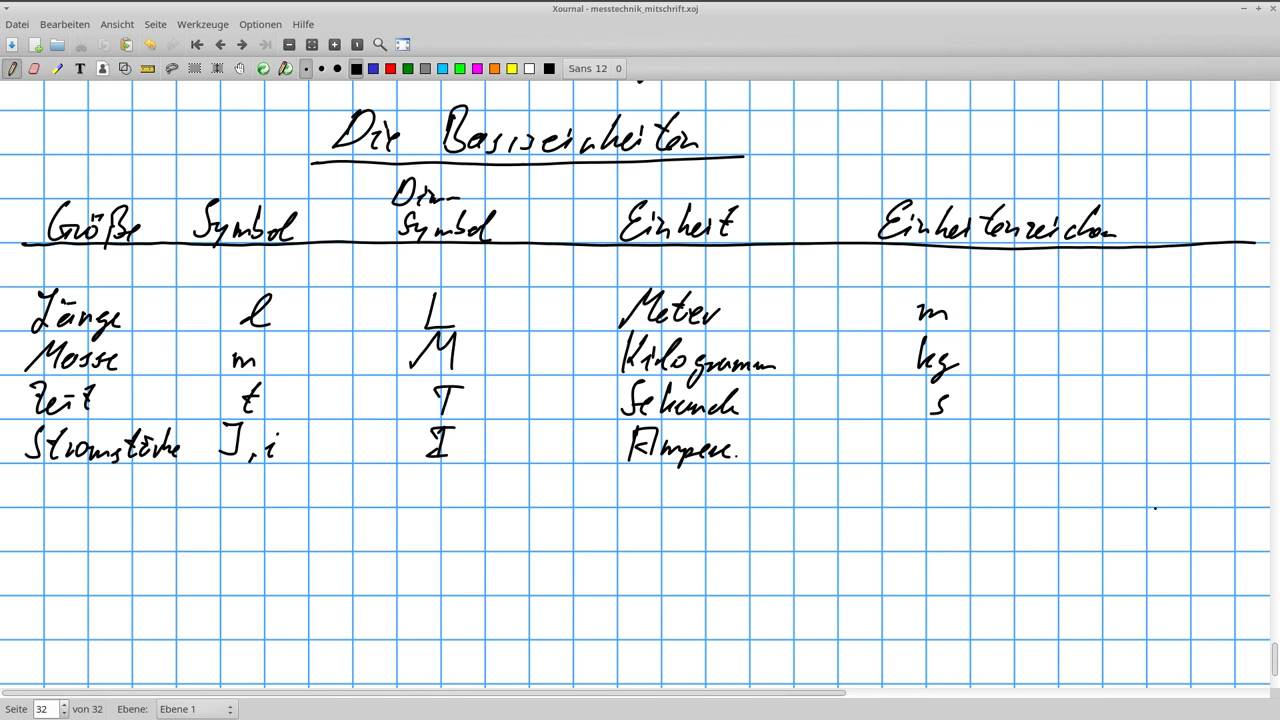 Xournal - messtechnik_mitschrift.xoj
Datei Bearbeiten Ansicht Seite Werkzeuge Optionen Hilfe
Sans 12 0
Die Basiseinheiten
Größe Symbol Dim-Symbol Einheit Einheitenzeichen
Länge l L Meter m
Masse m M Kilogramm kg
Zeit t T Sekunde s
Stromstärke I, i I Ampere.
Seite 32 von 32 Ebene: Ebene 1